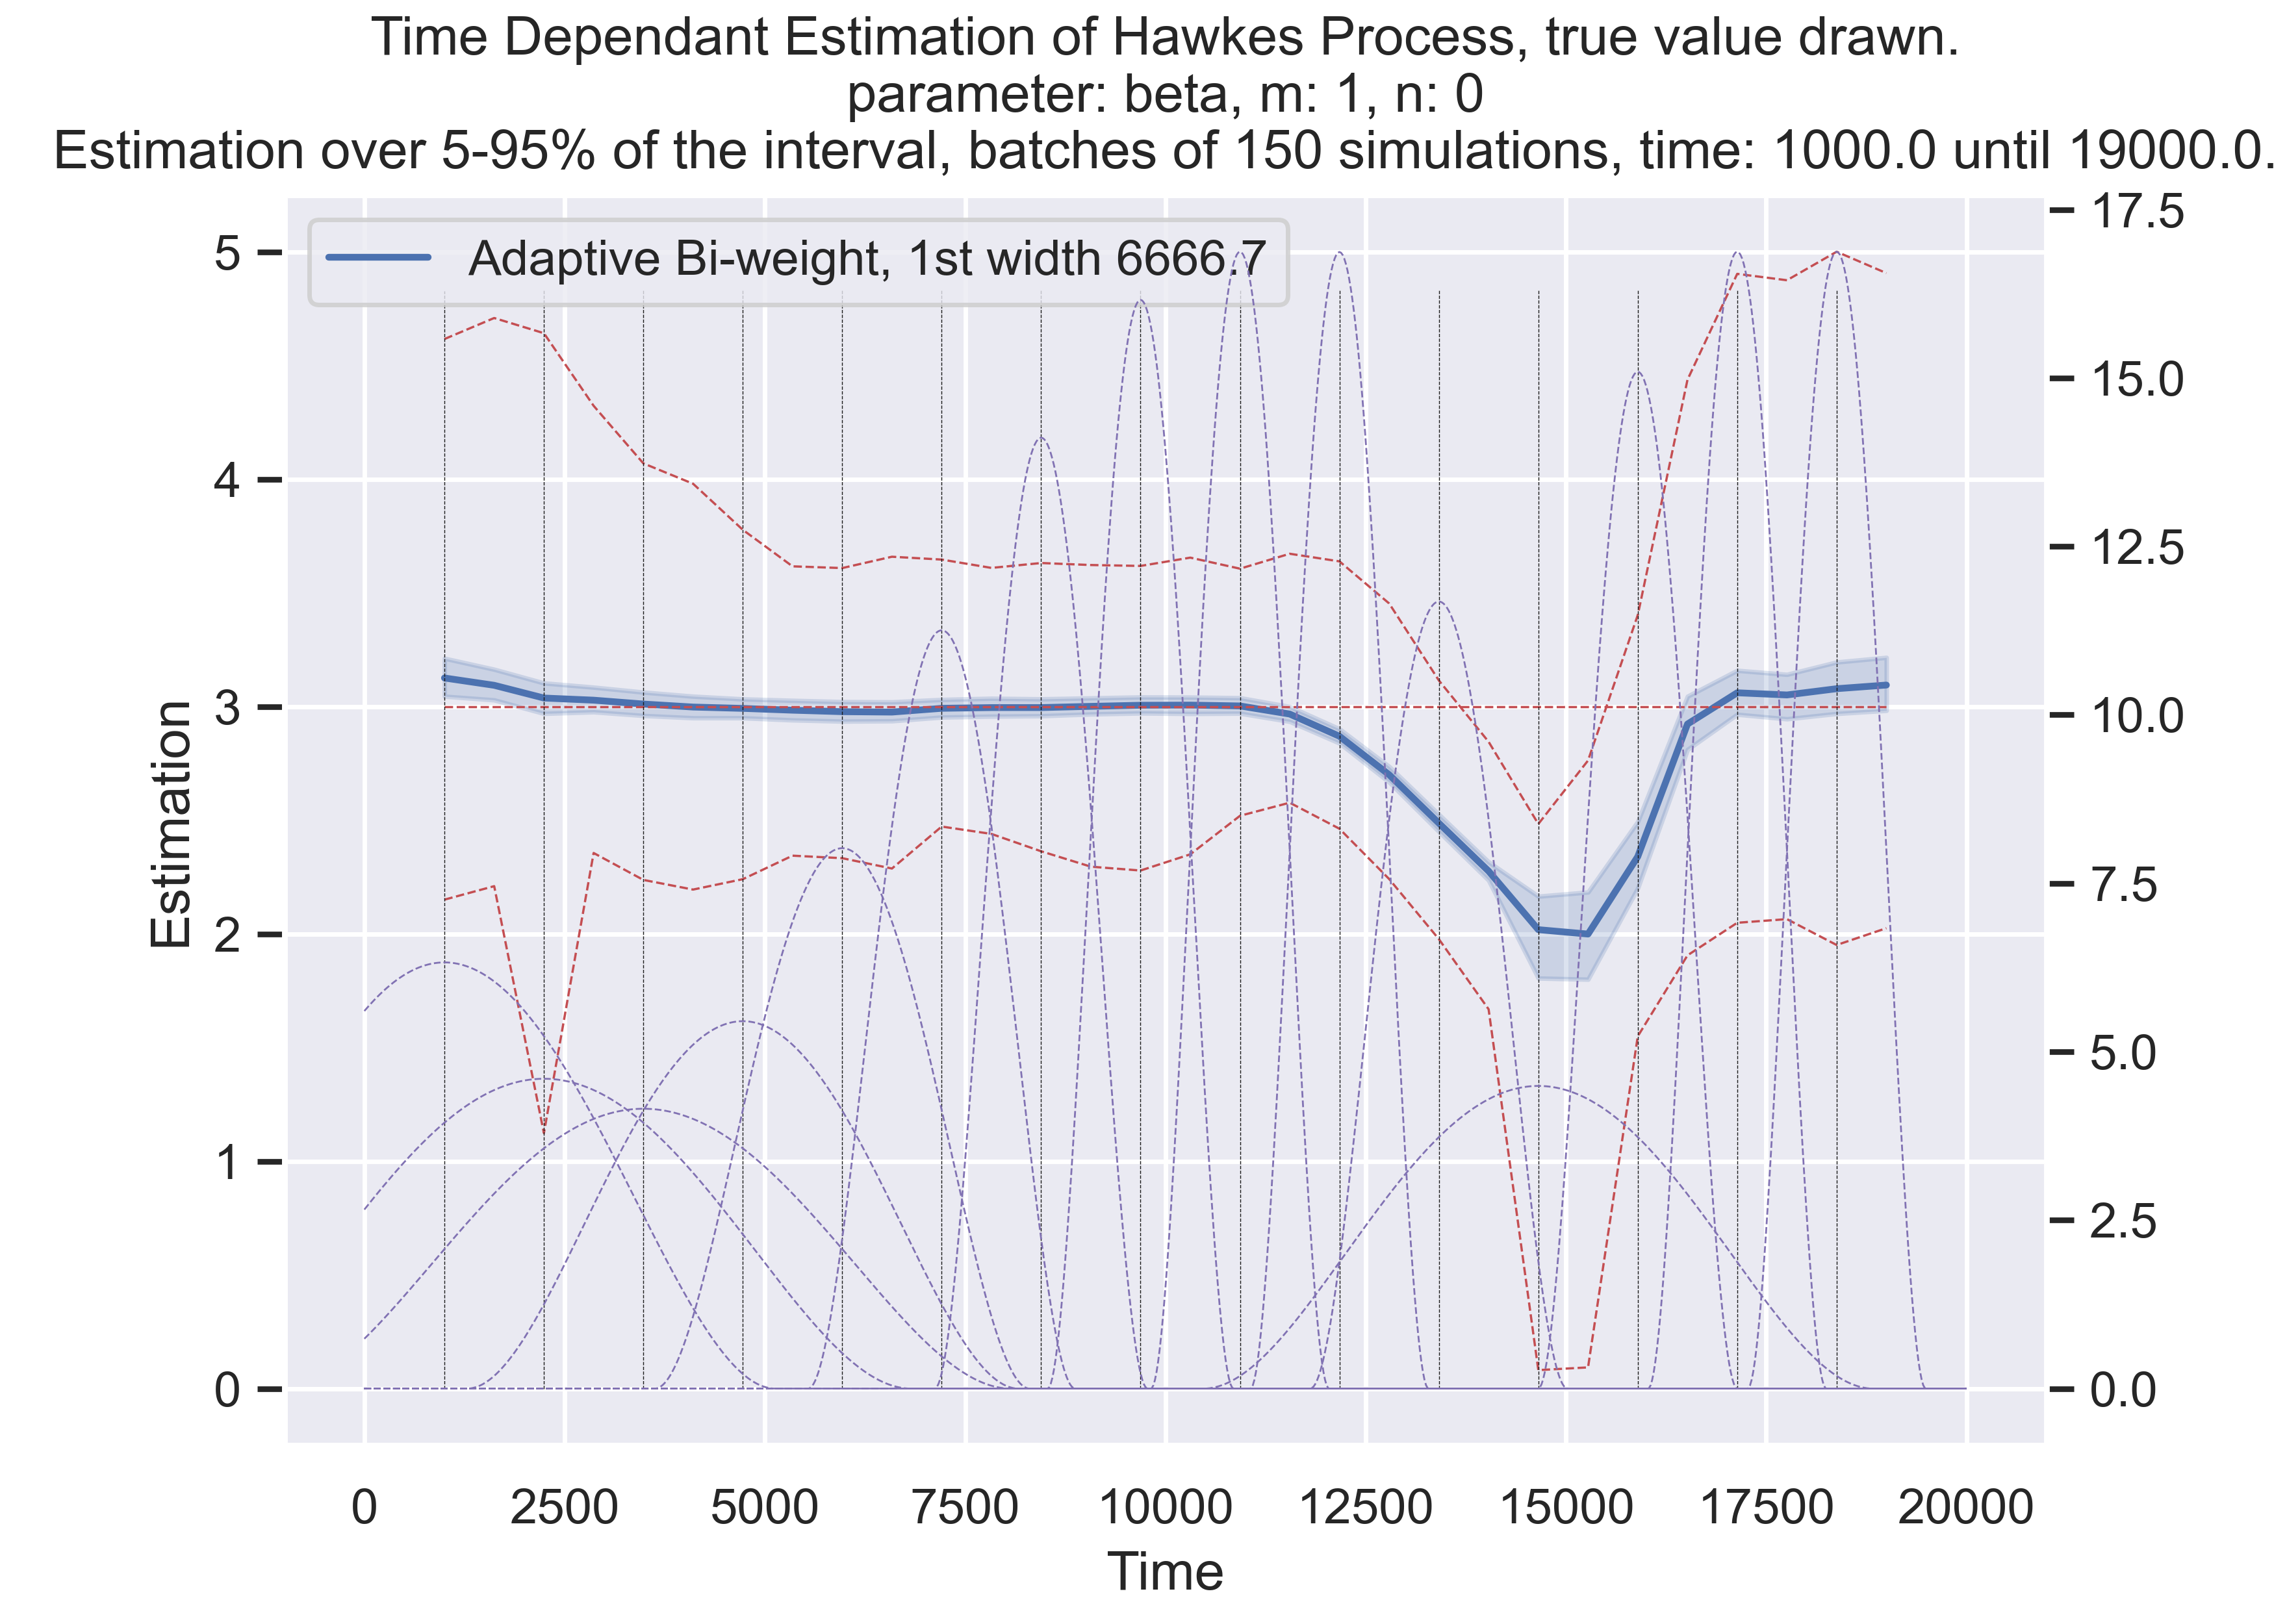 Time Dependant Estimation of Hawkes Process, true value drawn.
parameter: beta, m: 1, n: 0
Estimation over 5-95% of the interval, batches of 150 simulations, time: 1000.0 until 19000.0.
Adaptive Bi-weight, 1st width 6666.7
5
4
3
2
1
0
Estimation
17.5
15.0
12.5
10.0
7.5
5.0
2.5
0.0
0 2500 5000 7500 10000 12500 15000 17500 20000
Time